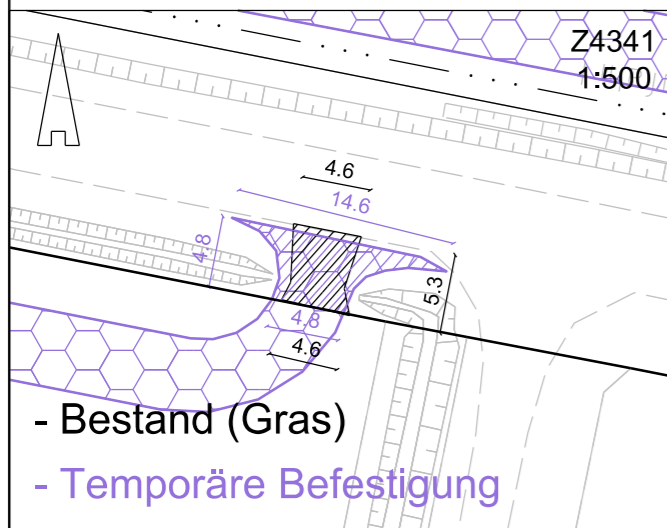 Z4341
1:500
4.6
14.6
4.8
5.3
4.8
4.6
- Bestand (Gras)
- Temporäre Befestigung